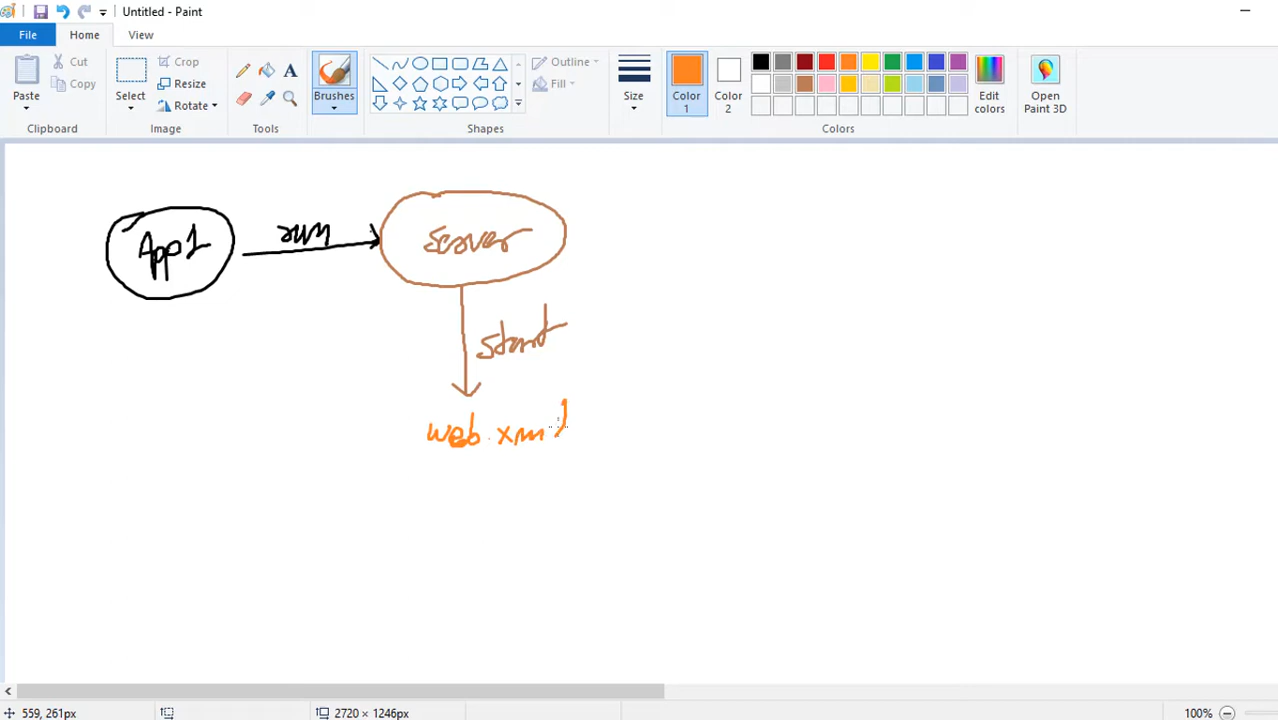 Untitled - Paint
File Home View
Paste
Cut
Copy
Clipboard
Select
Crop
Resize
Rotate
Image
A
Tools
Brushes
Outline
Fill
Shapes
Size
Color 1
Color 2
Colors
Edit colors
Open Paint 3D
App1
run
Server
start
web.xml
559, 261px
2720 × 1246px
100%